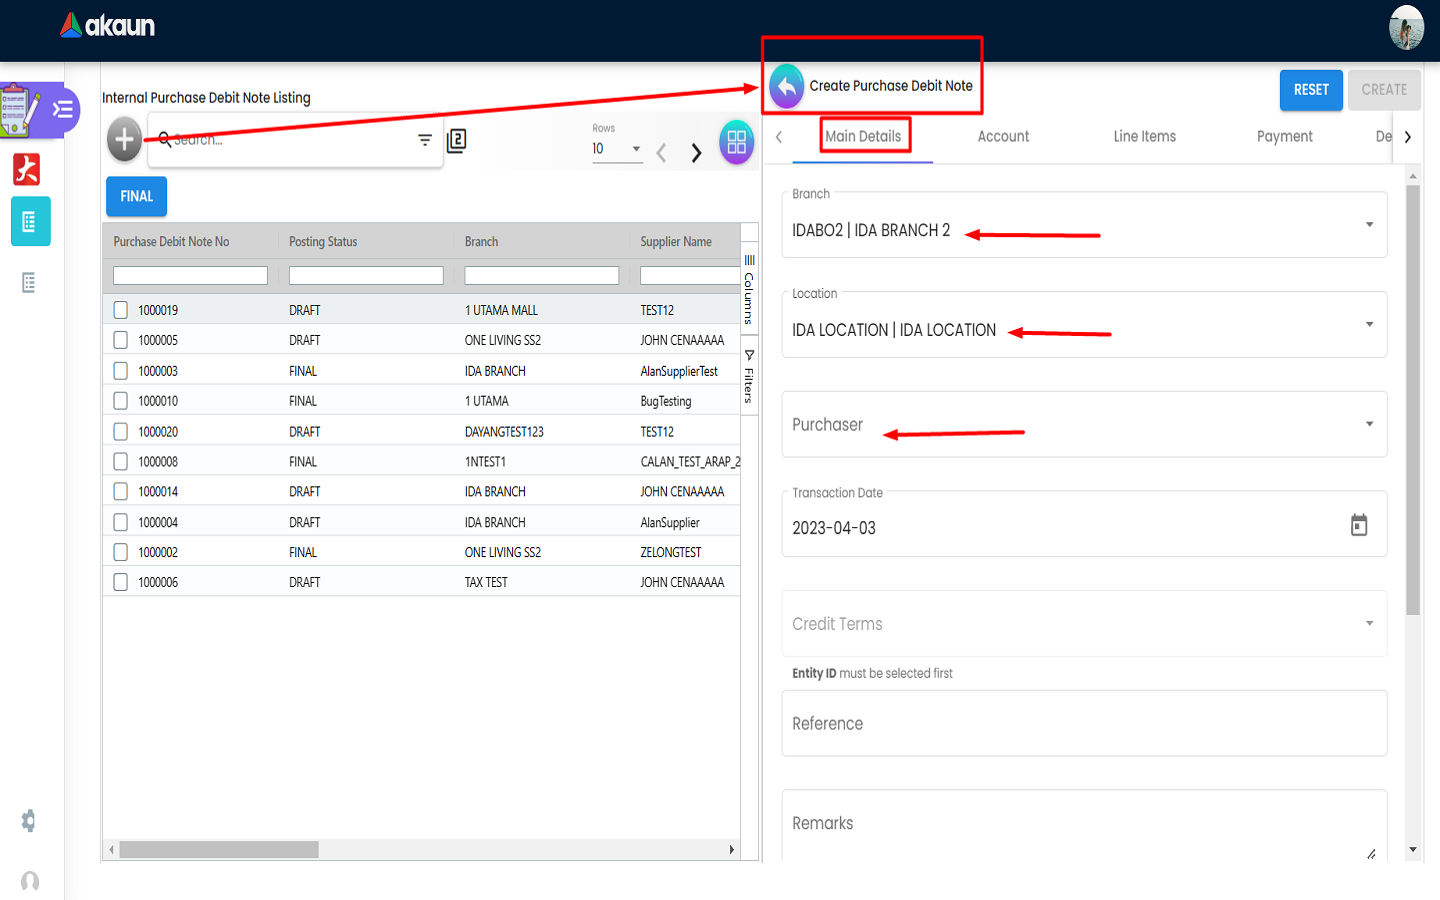 akaun
Internal Purchase Debit Note Listing
Search...
2
Rows
10
FINAL
Purchase Debit Note No Posting Status Branch Supplier Name
1000019 DRAFT 1 UTAMA MALL TEST12
1000005 DRAFT ONE LIVING SS2 JOHN CENAAAAA
1000003 FINAL IDA BRANCH AlanSupplierTest
1000010 FINAL 1 UTAMA BugTesting
1000020 DRAFT DAYANGTEST123 TEST12
1000008 FINAL 1NTEST1 CALAN_TEST_ARAP_2
1000014 DRAFT IDA BRANCH JOHN CENAAAAA
1000004 DRAFT IDA BRANCH AlanSupplier
1000002 FINAL ONE LIVING SS2 ZELONGTEST
1000006 DRAFT TAX TEST JOHN CENAAAAA
Columns
Filters
Create Purchase Debit Note
RESET
CREATE
Main Details Account Line Items Payment De
Branch
IDABO2 | IDA BRANCH 2
Location
IDA LOCATION | IDA LOCATION
Purchaser
Transaction Date
2023-04-03
Credit Terms
Entity ID must be selected first
Reference
Remarks